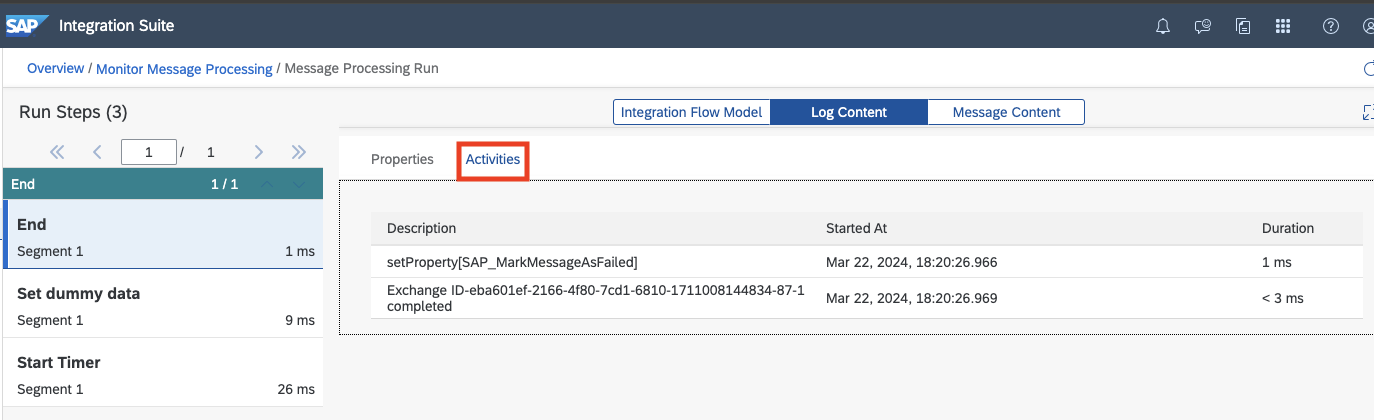 SAP Integration Suite
Overview / Monitor Message Processing / Message Processing Run
Run Steps (3)
Integration Flow Model Log Content Message Content
1 / 1
Properties Activities
End 1 / 1
End
Segment 1 1 ms
Set dummy data
Segment 1 9 ms
Start Timer
Segment 1 26 ms
Description Started At Duration
setProperty[SAP_MarkMessageAsFailed] Mar 22, 2024, 18:20:26.966 1 ms
Exchange ID-eba601ef-2166-4f80-7cd1-6810-1711008144834-87-1
completed Mar 22, 2024, 18:20:26.969 < 3 ms